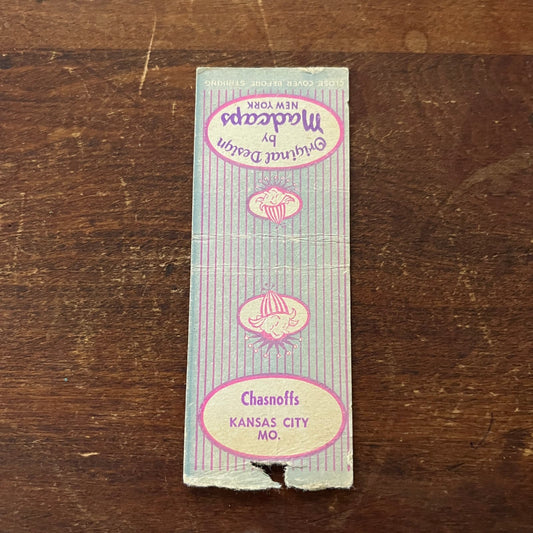 CLOSE COVER BEFORE STRIKING
Original Design
by
Madcaps
NEW YORK
Chasnoffs
KANSAS CITY
MO.